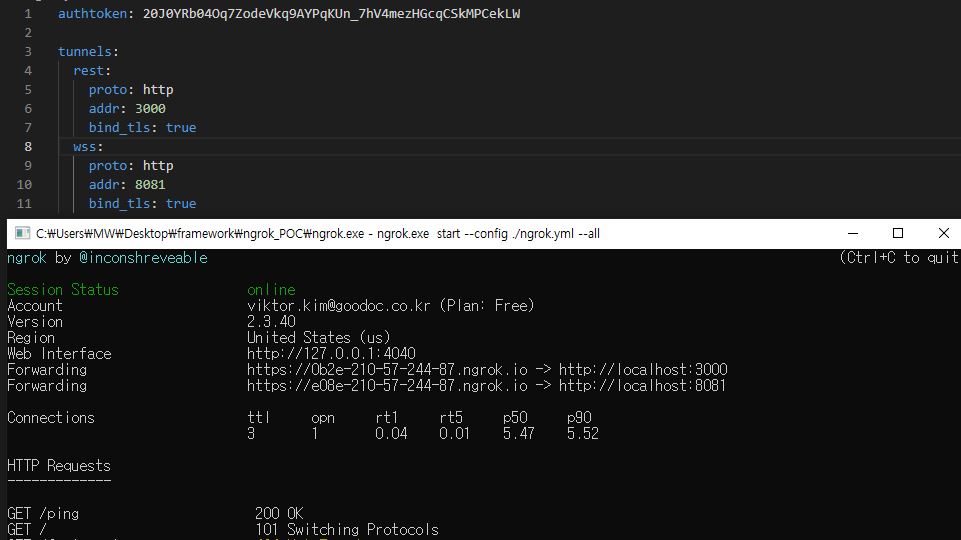 1 authtoken: 20J0YRb04Oq7ZodeVkq9AYPqKUn_7hV4mezHGcqCSkMPCekLW
2
3 tunnels:
4 rest:
5 proto: http
6 addr: 3000
7 bind_tls: true
8 wss:
9 proto: http
10 addr: 8081
11 bind_tls: true
C:₩Users₩MW₩Desktop₩framework₩ngrok_POC₩ngrok.exe - ngrok.exe start --config ./ngrok.yml --all
ngrok by @inconshreveable (Ctrl+C to quit
Session Status online
Account viktor.kim@goodoc.co.kr (Plan: Free)
Version 2.3.40
Region United States (us)
Web Interface http://127.0.0.1:4040
Forwarding https://0b2e-210-57-244-87.ngrok.io -> http://localhost:3000
Forwarding https://e08e-210-57-244-87.ngrok.io -> http://localhost:8081
Connections ttl opn rt1 rt5 p50 p90
3 1 0.04 0.01 5.47 5.52
HTTP Requests
-------------
GET /ping 200 OK
GET / 101 Switching Protocols